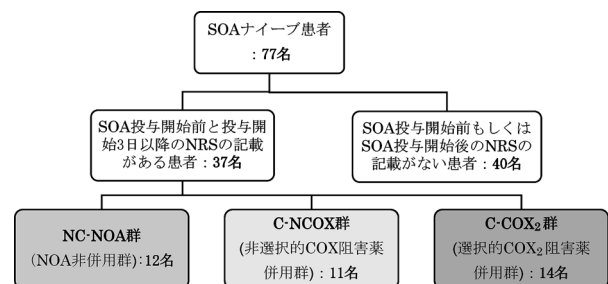 SOAナイーブ患者
：77名
SOA投与開始前と投与開
始3日以降のNRSの記載
がある患者：37名
SOA投与開始前もしくは
SOA投与開始後のNRSの
記載がない患者：40名
NC-NOA群
(NOA非併用群):12名
C-NCOX群
(非選択的COX阻害薬
併用群)：11名
C-COX₂群
(選択的COX₂阻害薬
併用群)：14名